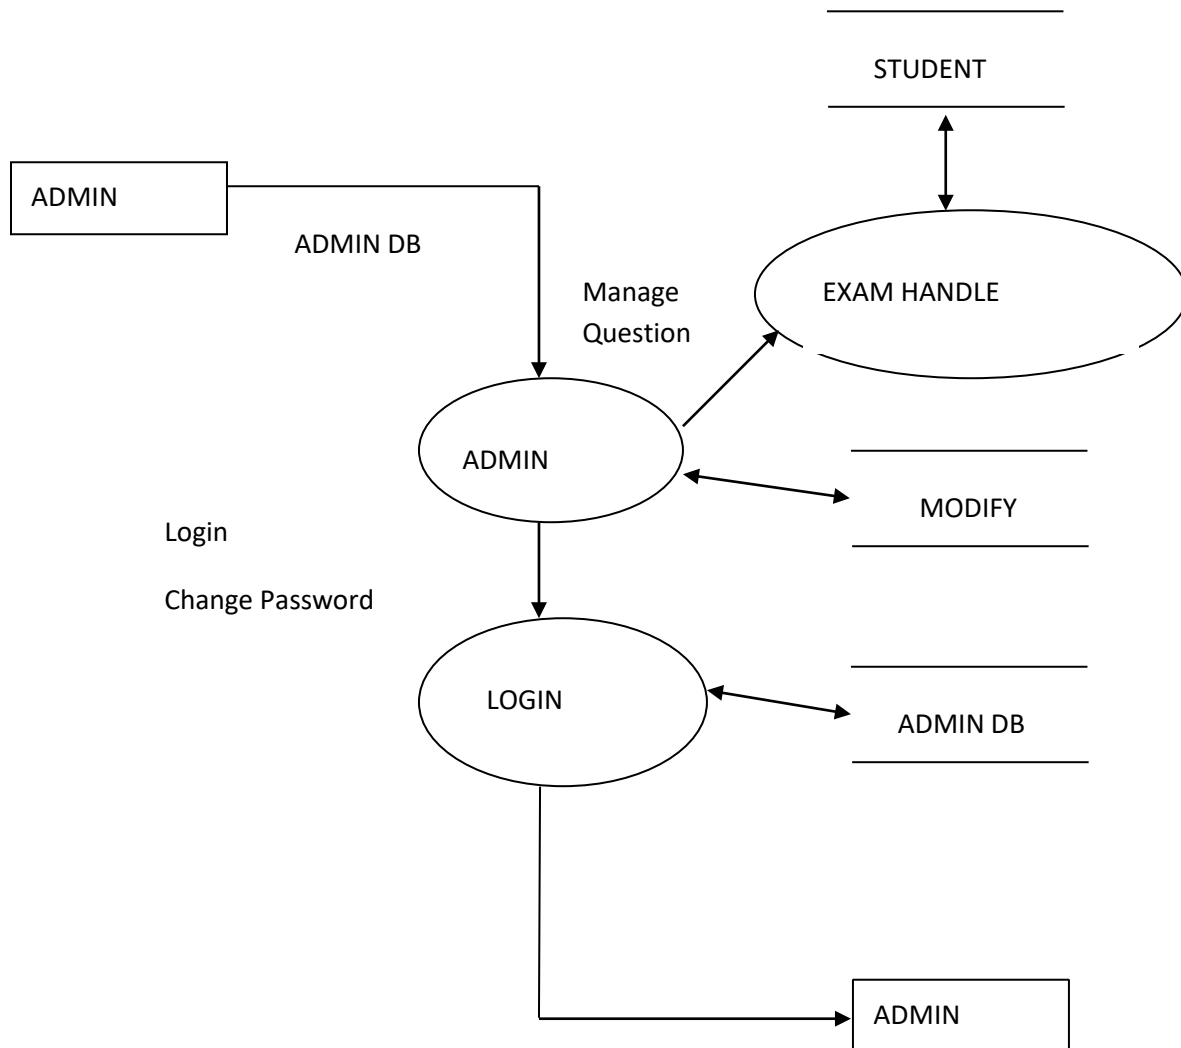 STUDENT
ADMIN
ADMIN DB
Manage
Question
EXAM HANDLE
ADMIN
MODIFY
Login
Change Password
LOGIN
ADMIN DB
ADMIN